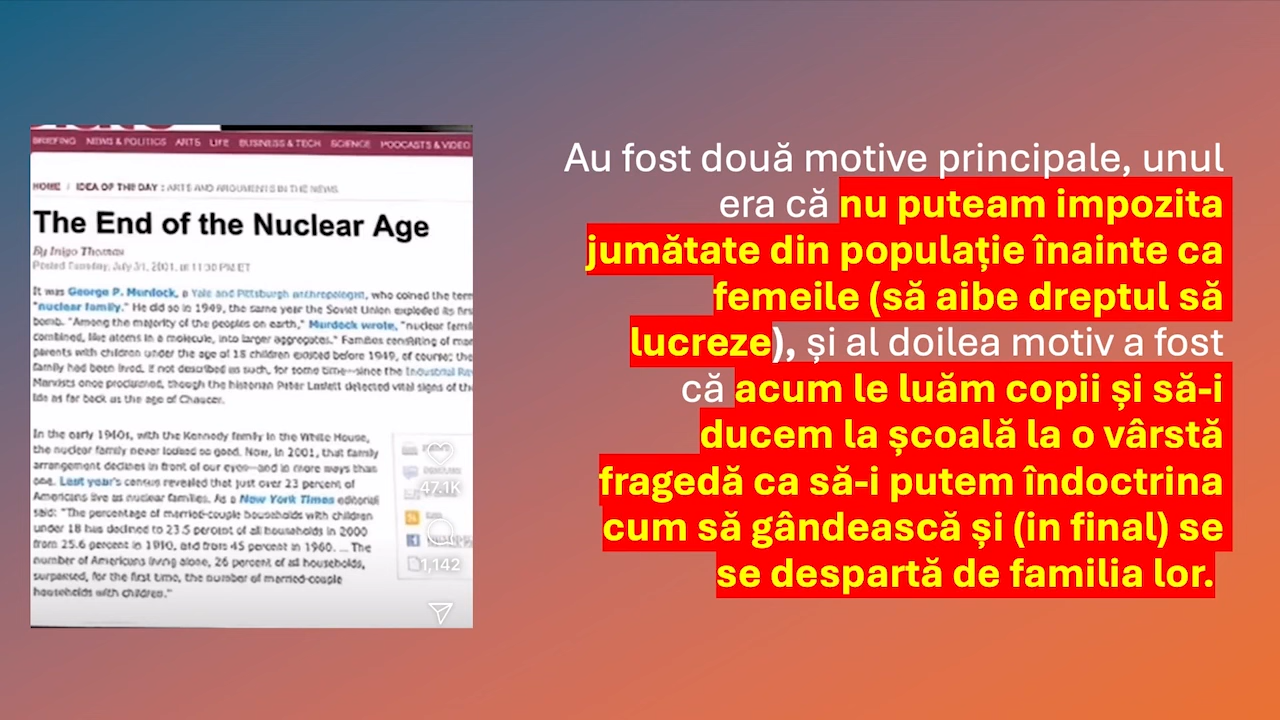 BRIEFING NEWS & POLITICS ARTS LIFE BUSINESS & TECH SCIENCE PODCASTS & VIDEO
HOME / IDEA OF THE DAY : ARTS AND ARGUMENTS IN THE NEWS.
The End of the Nuclear Age
By Inigo Thomas
Posted Tuesday, July 31, 2001, at 11:30 PM ET
It was George P. Murdock, a Yale and Pittsburgh anthropologist, who coined the term
"nuclear family." He did so in 1949, the same year the Soviet Union exploded its firs
bomb. "Among the majority of the peoples on earth," Murdock wrote, "nuclear famil
combined, like atoms in a molecule, into larger aggregates." Families consisting of mar
parents with children under the age of 18 children existed before 1949, of course; the
family had been lived, if not described as such, for some time—since the Industrial Rev
Marxists once proclaimed, though the historian Peter Laslett detected vital signs of the
life as far back as the age of Chaucer.
In the early 1960s, with the Kennedy family in the White House,
the nuclear family never looked so good. Now, in 2001, that family
arrangement declines in front of our eyes—and in more ways than
one. Last year's census revealed that just over 23 percent of
Americans live as nuclear families. As a New York Times editorial
said: "The percentage of married-couple households with children
under 18 has declined to 23.5 percent of all households in 2000
from 25.6 percent in 1990, and from 45 percent in 1960. ... The
number of Americans living alone, 26 percent of all households,
surpassed, for the first time, the number of married-couple
households with children."
47.1K
1,142
Au fost două motive principale, unul
era că nu puteam impozita
jumătate din populație înainte ca
femeile (să aibe dreptul să
lucreze), și al doilea motiv a fost
că acum le luăm copii și să-i
ducem la școală la o vârstă
fragedă ca să-i putem îndoctrina
cum să gândească și (in final) se
se despartă de familia lor.